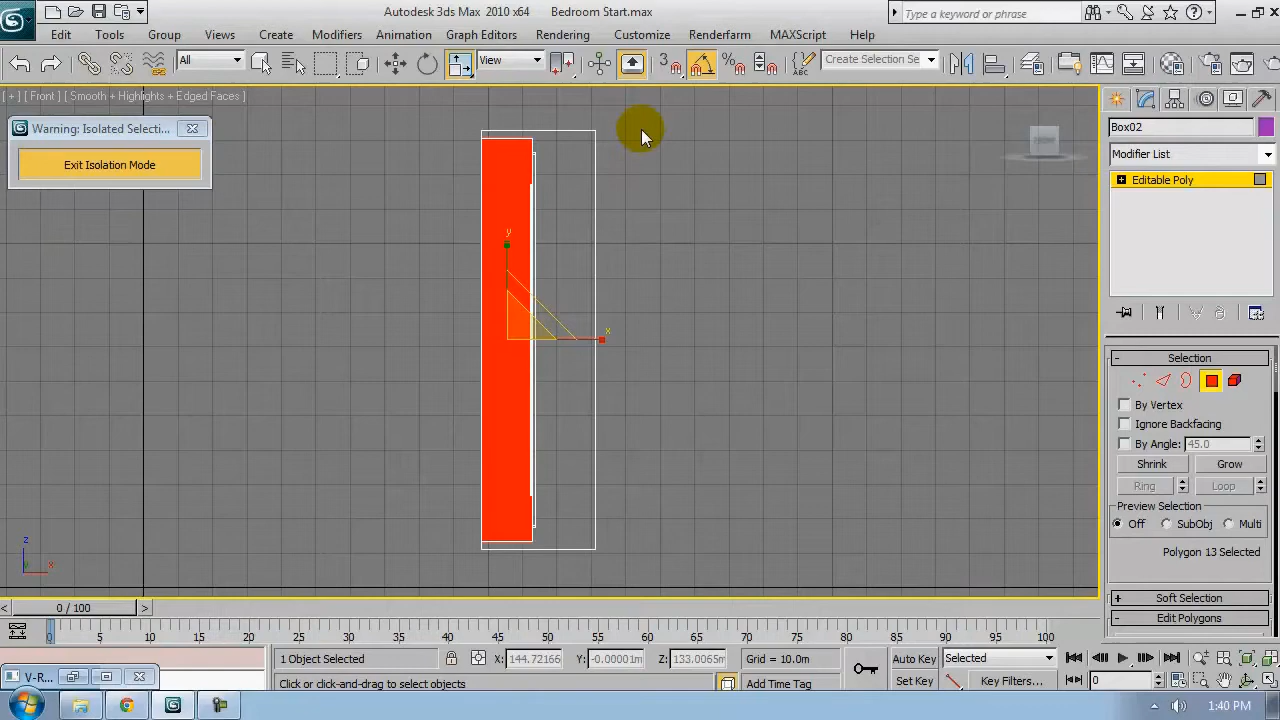 Autodesk 3ds Max 2010 x64 Bedroom Start.max
Type a keyword or phrase
Edit Tools Group Views Create Modifiers Animation Graph Editors Rendering Customize Renderfarm MAXScript Help
All View 3 Create Selection Se
[ + ] [ Front ] [ Smooth + Highlights + Edged Faces ]
Warning: Isolated Selecti...
Exit Isolation Mode
Box02
Modifier List
Editable Poly
y
x
z
x
Selection
By Vertex
Ignore Backfacing
By Angle: 45.0
Shrink Grow
Ring Loop
Preview Selection
Off SubObj Multi
Polygon 13 Selected
Soft Selection
Edit Polygons
0 / 100
0 5 10 15 20 25 30 35 40 45 50 55 60 65 70 75 80 85 90 95 100
1 Object Selected X: 144.72166 Y: -0.00001m Z: 133.0065m Grid = 10.0m Auto Key Selected
Click or click-and-drag to select objects Add Time Tag Set Key Key Filters... 0
V-R...
1:40 PM